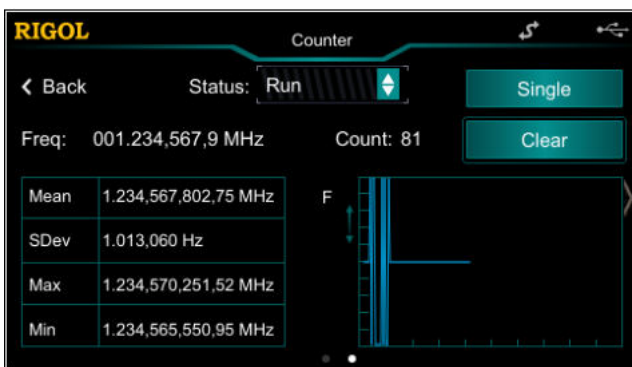 RIGOL Counter
Back Status: Run Single
Freq: 001.234,567,9 MHz Count: 81 Clear
Mean 1.234,567,802,75 MHz F
SDev 1.013,060 Hz
Max 1.234,570,251,52 MHz
Min 1.234,565,550,95 MHz